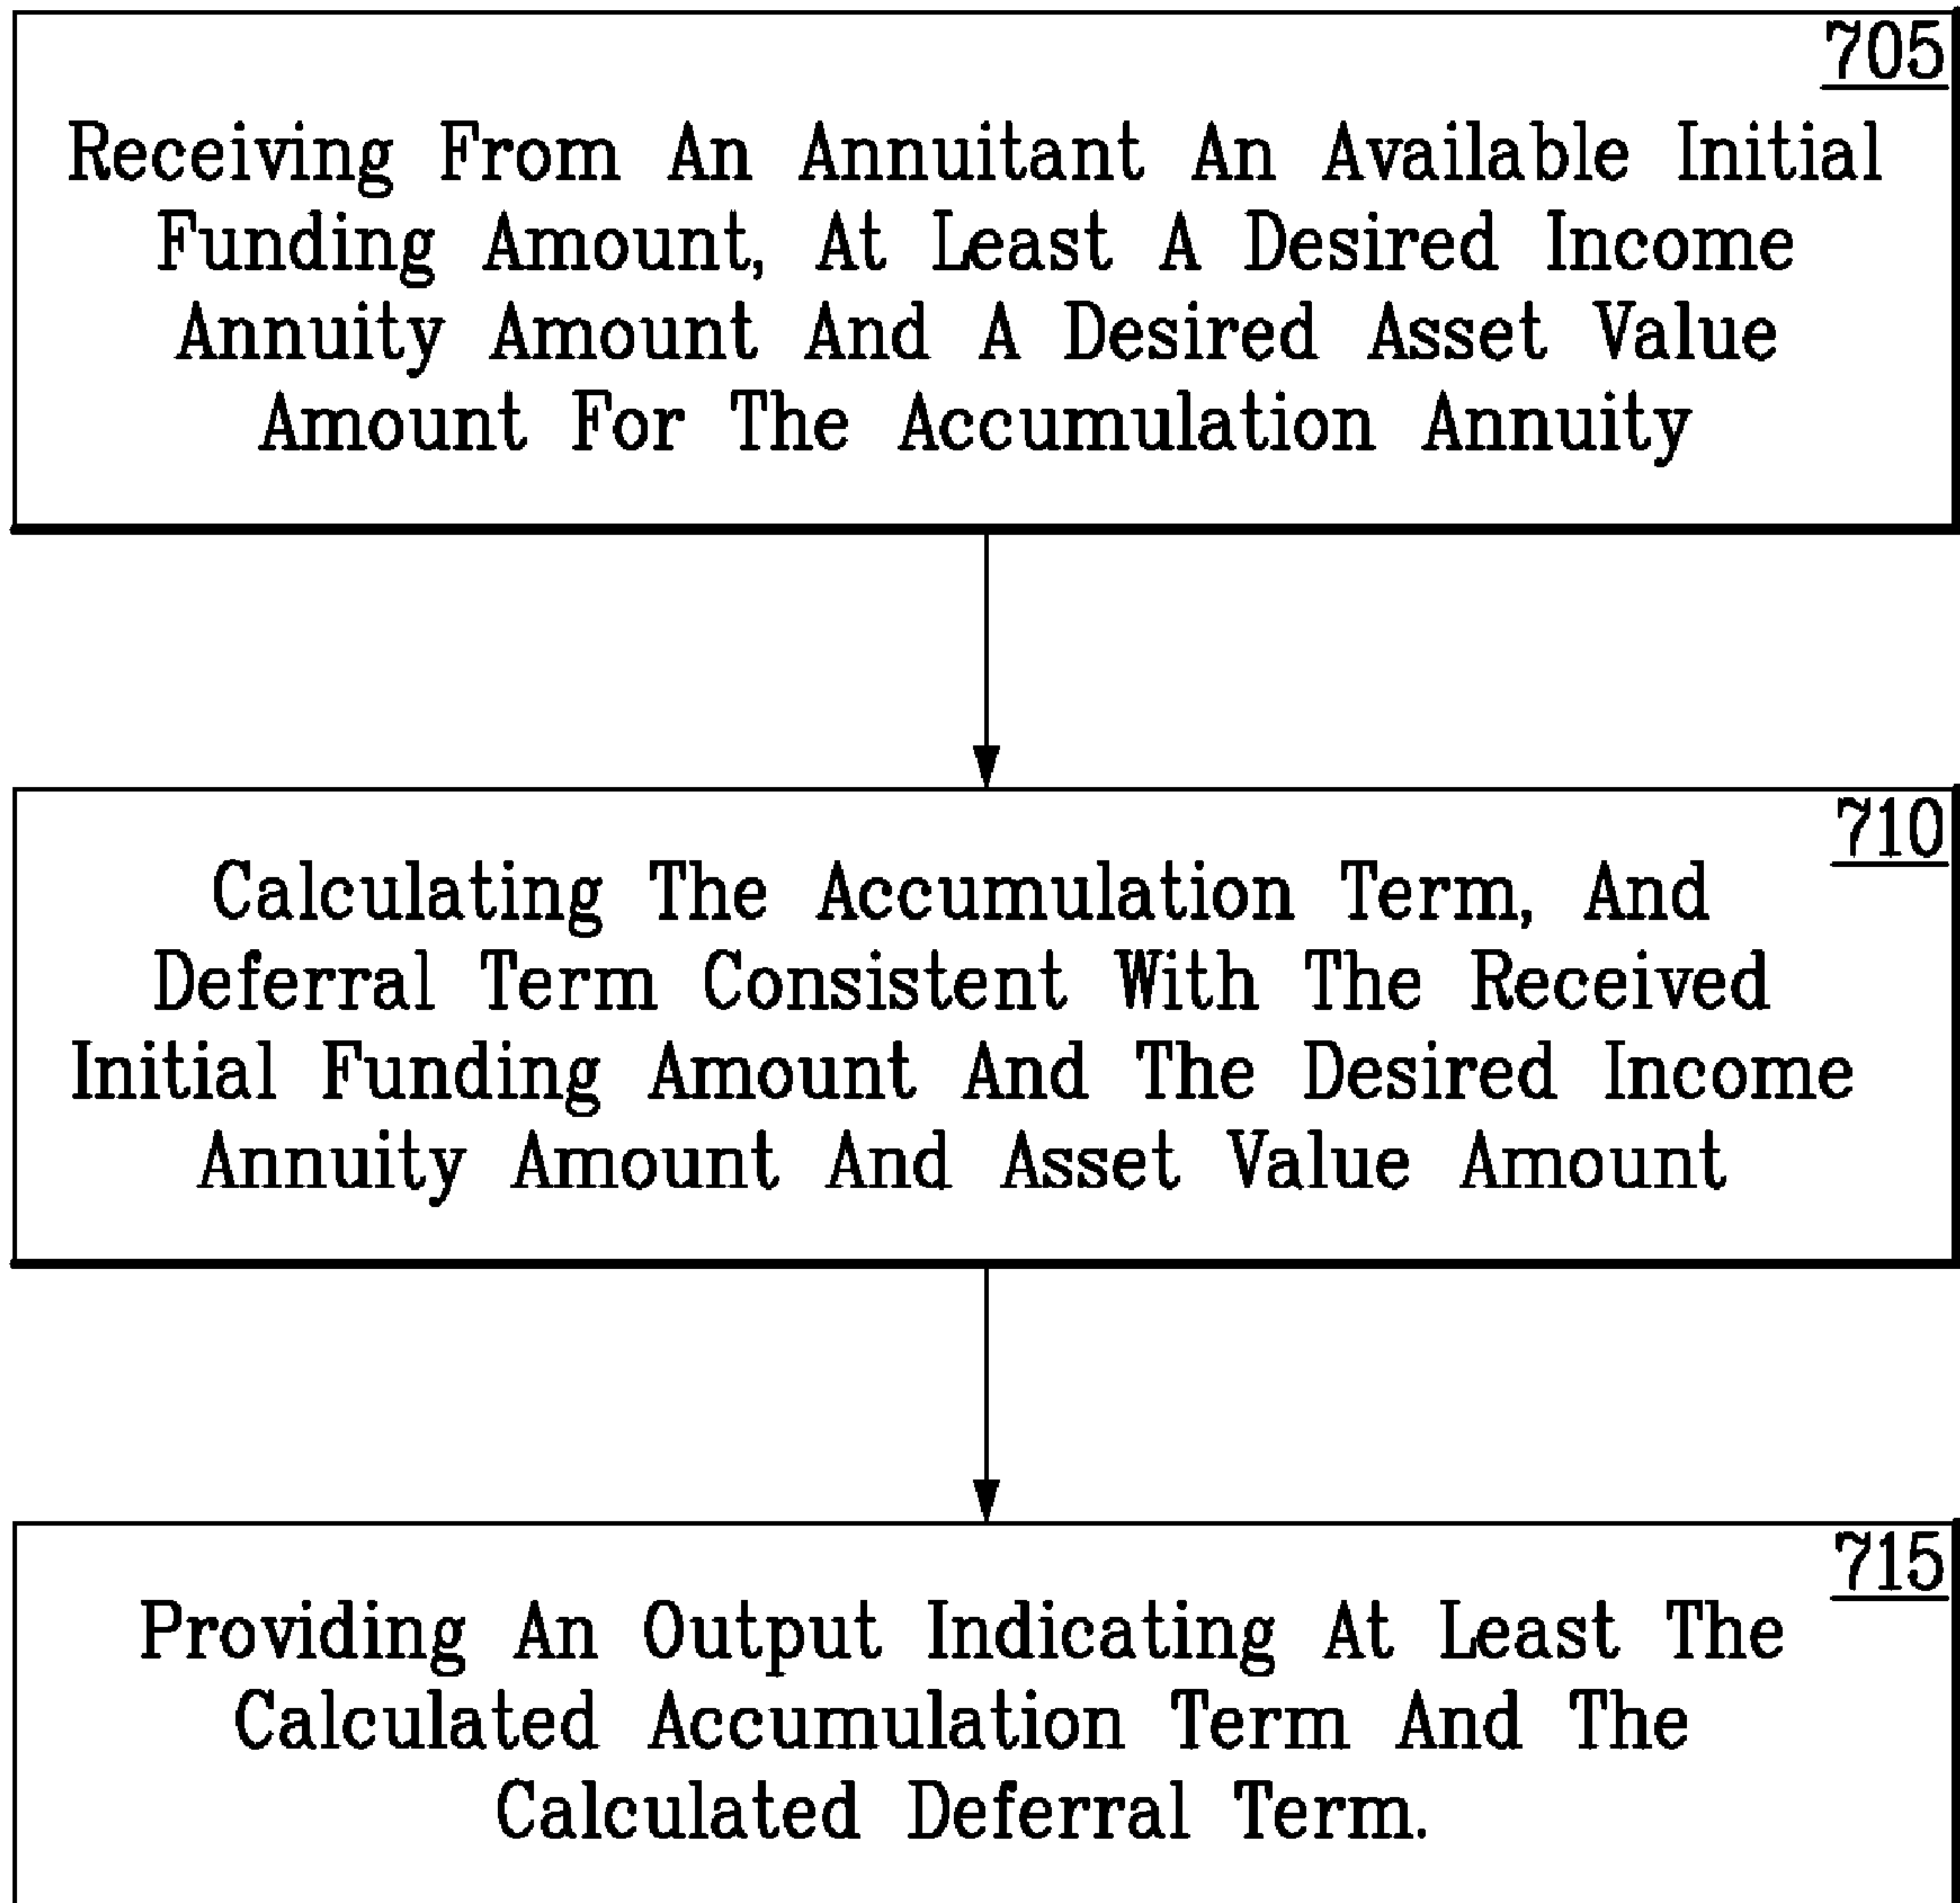 705
Receiving From An Annuitant An Available Initial
Funding Amount, At Least A Desired Income
Annuity Amount And A Desired Asset Value
Amount For The Accumulation Annuity
710
Calculating The Accumulation Term, And
Deferral Term Consistent With The Received
Initial Funding Amount And The Desired Income
Annuity Amount And Asset Value Amount
715
Providing An Output Indicating At Least The
Calculated Accumulation Term And The
Calculated Deferral Term.